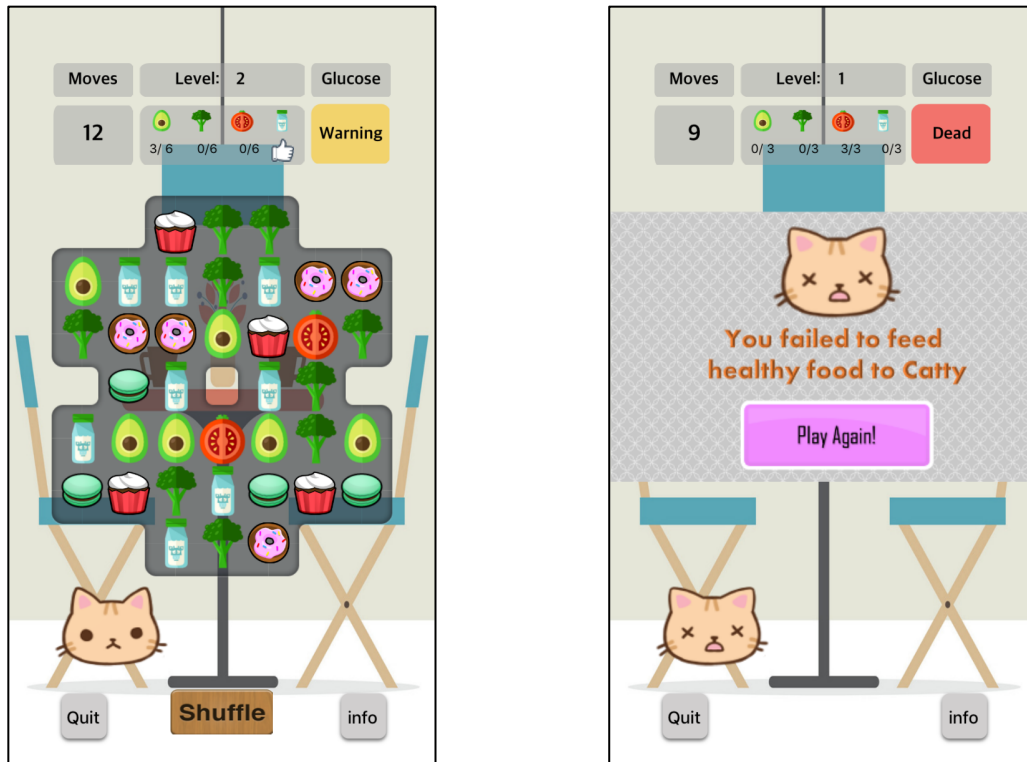 Moves Level: 2 Glucose
12 3/ 6 0/6 0/6 Warning
Quit Shuffle info
Moves Level: 1 Glucose
9 0/ 3 0/3 3/3 0/3 Dead
You failed to feed
healthy food to Catty
Play Again!
Quit info